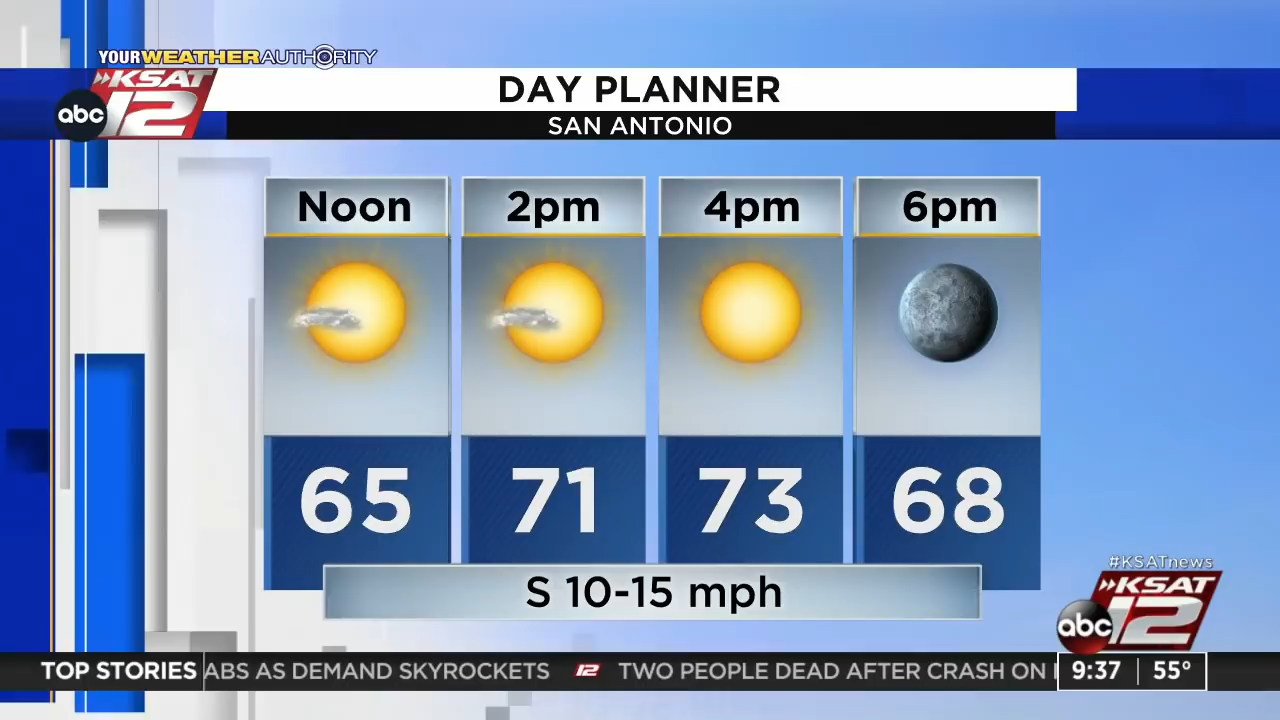 YOURWEATHERAUTHORITY
KSAT
abc 12
DAY PLANNER
SAN ANTONIO
Noon 2pm 4pm 6pm
65 71 73 68
S 10-15 mph
#KSATnews
KSAT
abc 12
TOP STORIES ABS AS DEMAND SKYROCKETS 12 TWO PEOPLE DEAD AFTER CRASH ON 9:37 55°